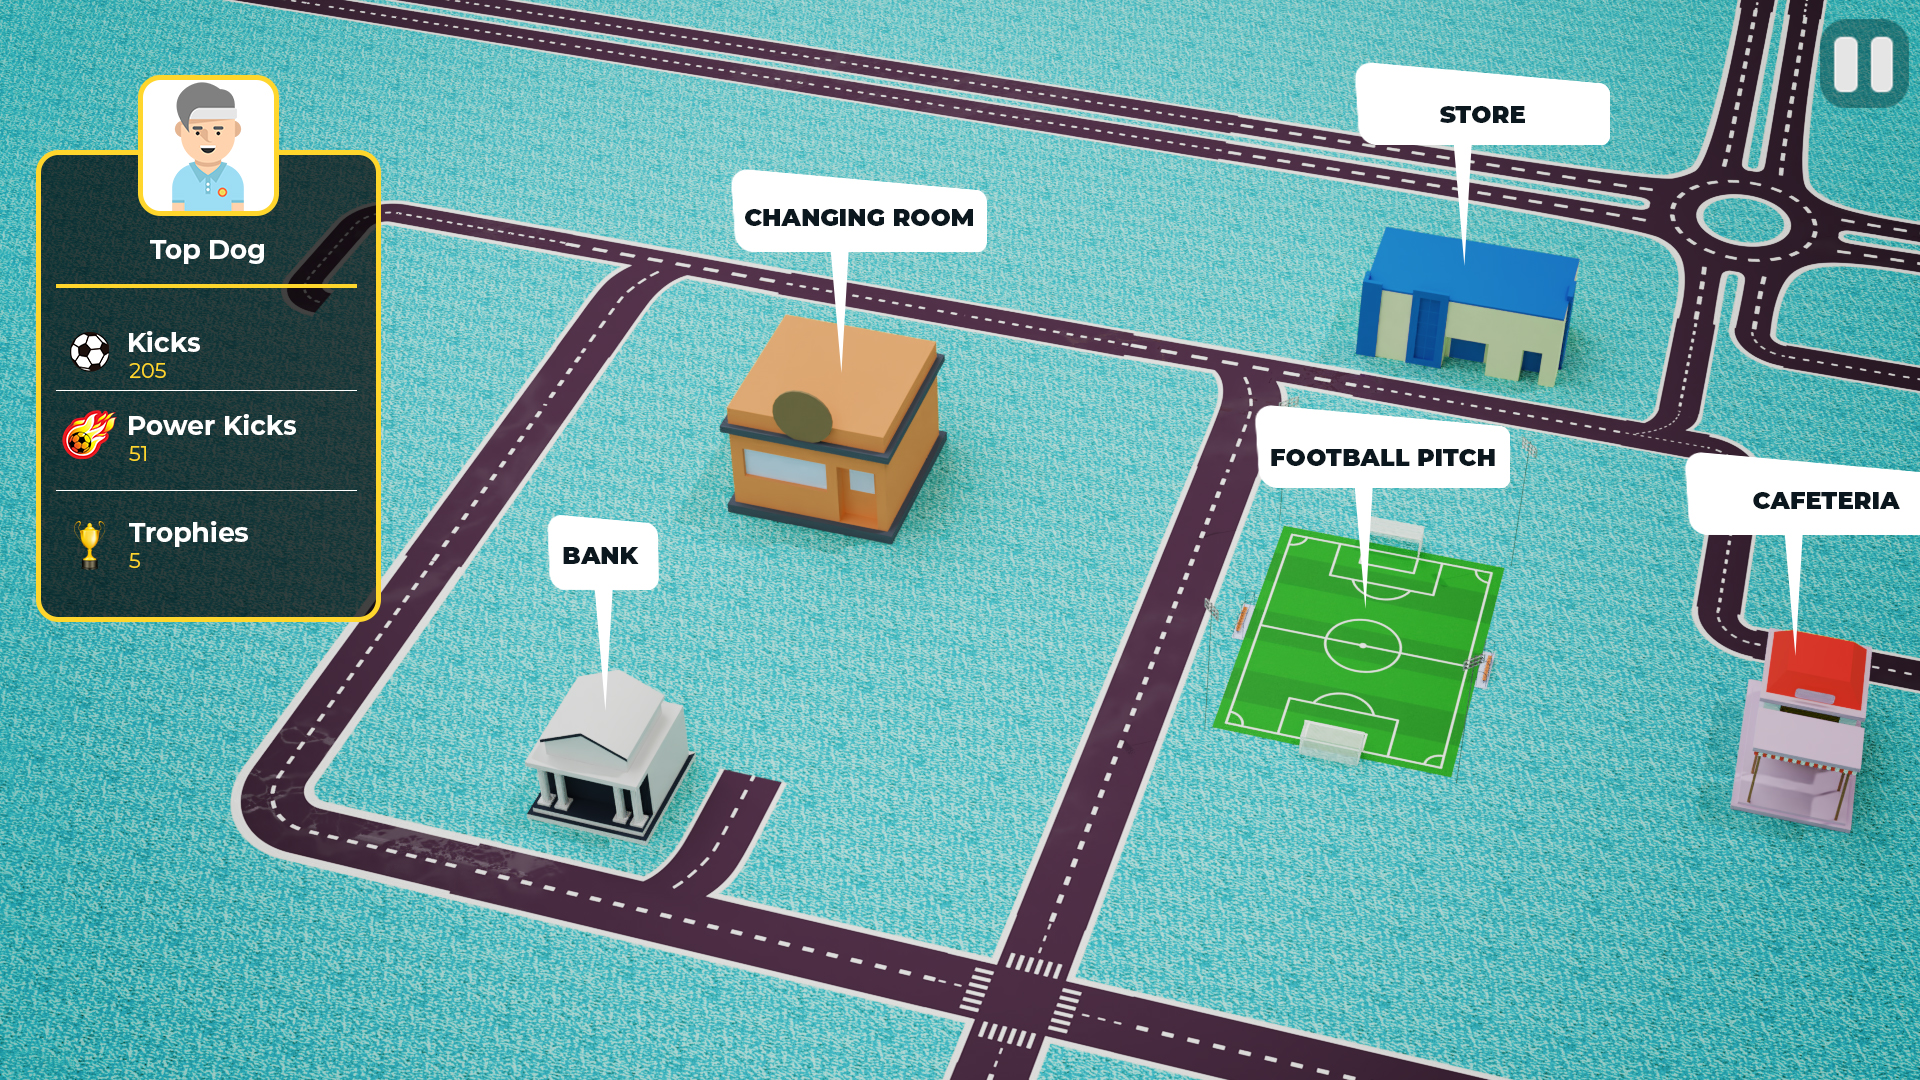 Top Dog
Kicks
205
Power Kicks
51
Trophies
5
STORE
CHANGING ROOM
FOOTBALL PITCH
CAFETERIA
BANK